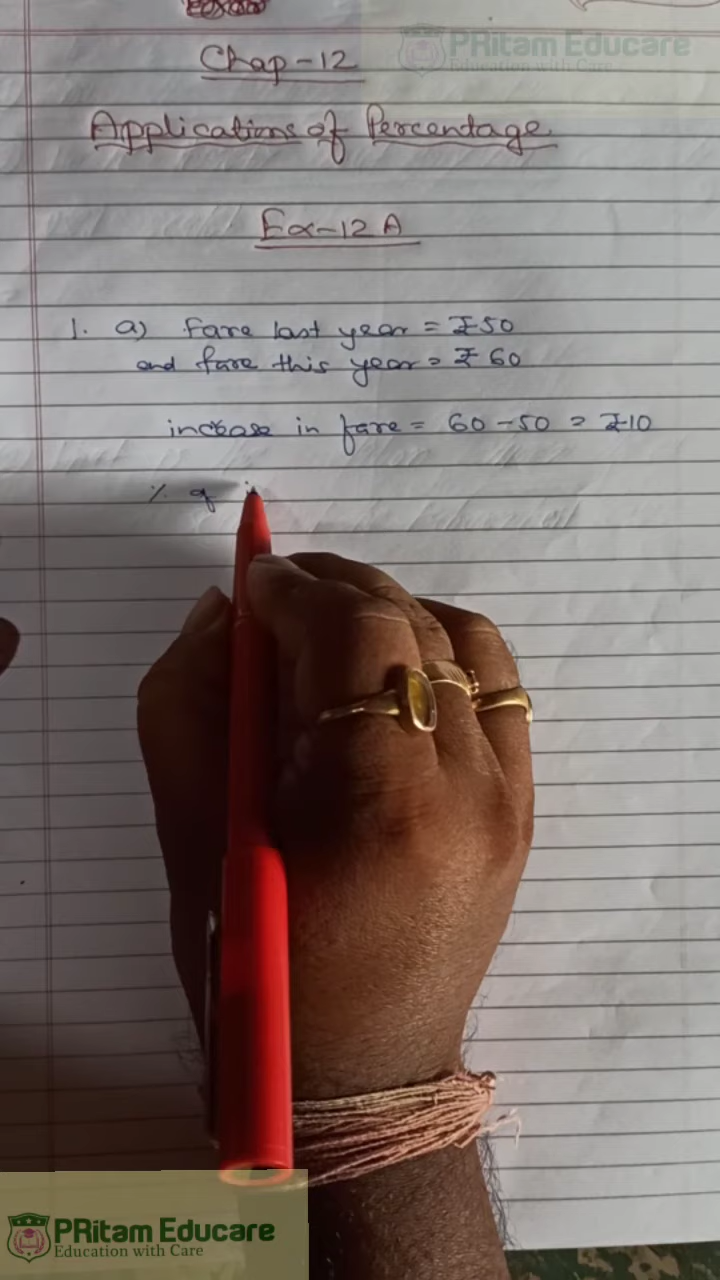 PRitam Educare
Education with Care
Chap-12
Applications of Percentage
Ex-12 A
1. a) Fare last year = ₹50
and fare this year = ₹60
increase in fare = 60 - 50 = ₹10
% of
PRitam Educare
Education with Care